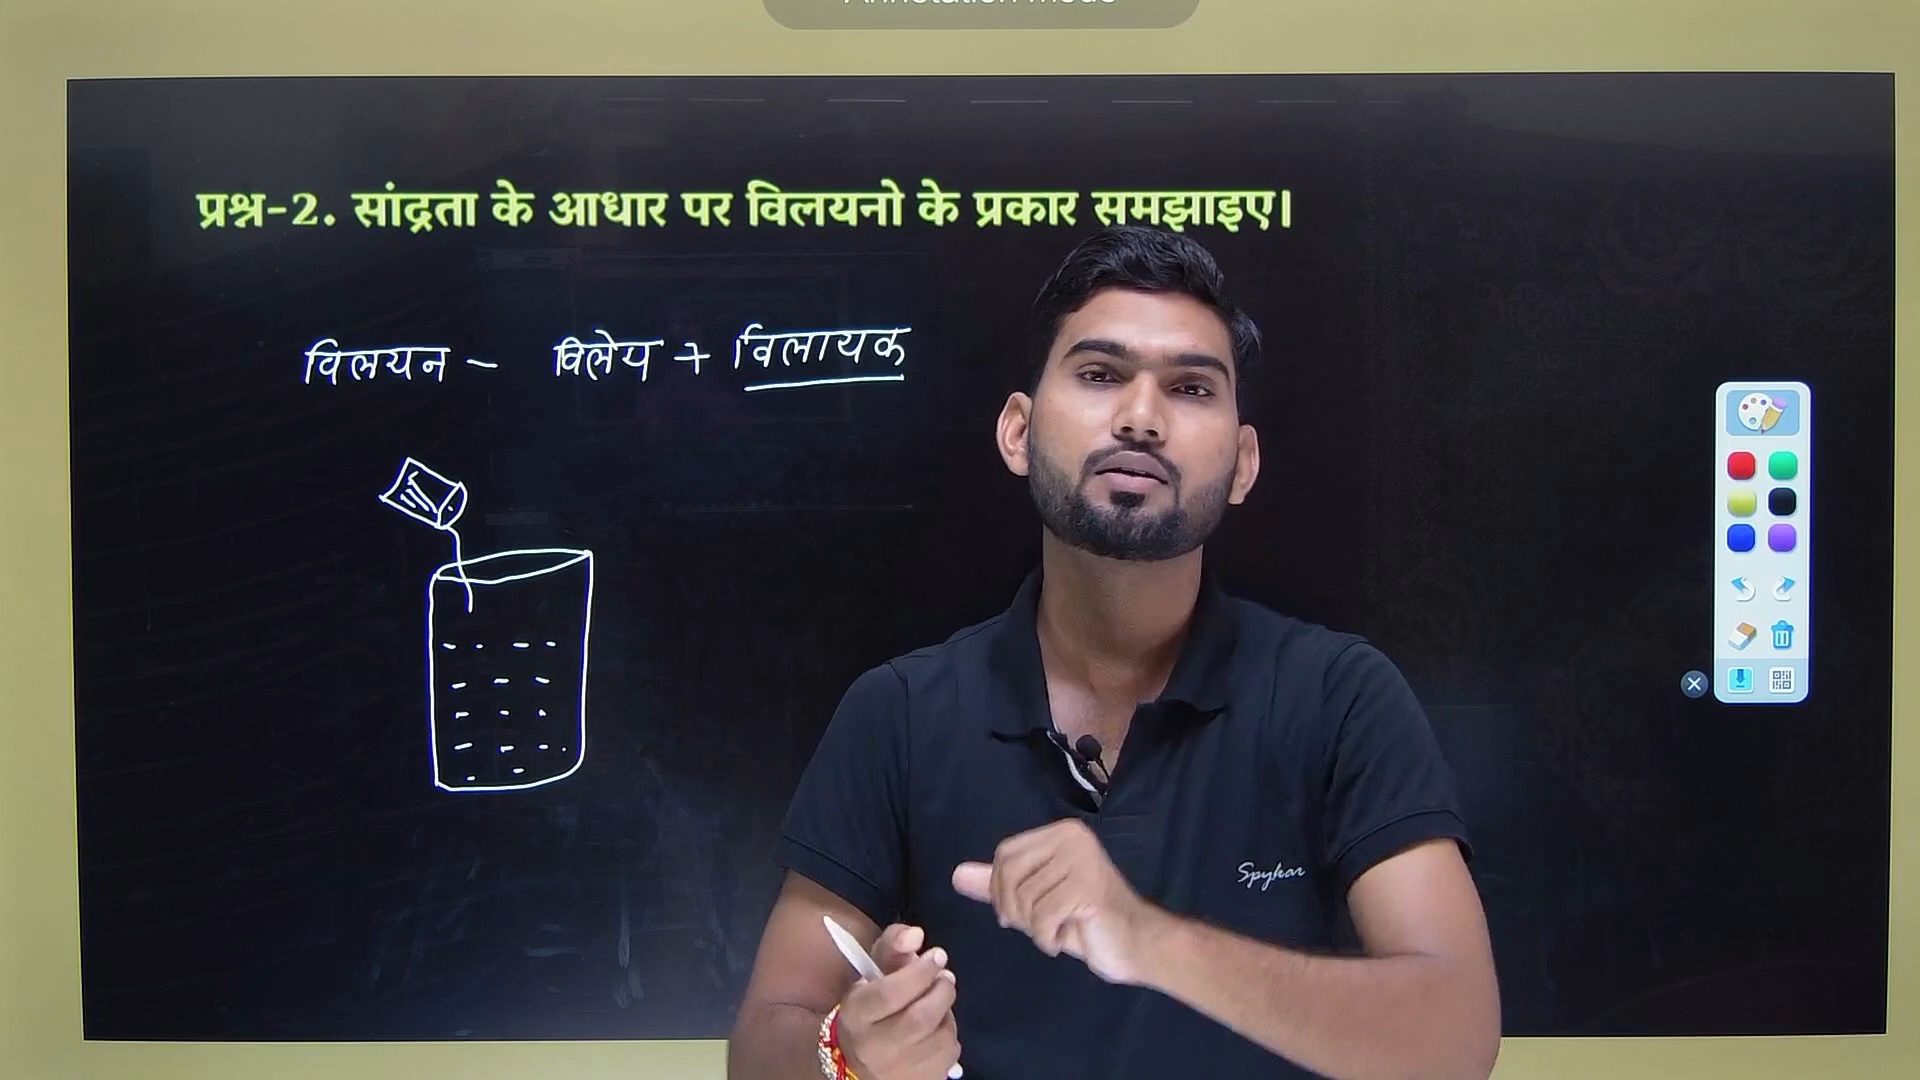 प्रश्न-2. सांद्रता के आधार पर विलयनो के प्रकार समझाइए।
विलयन - विलेय + विलायक
Spykar